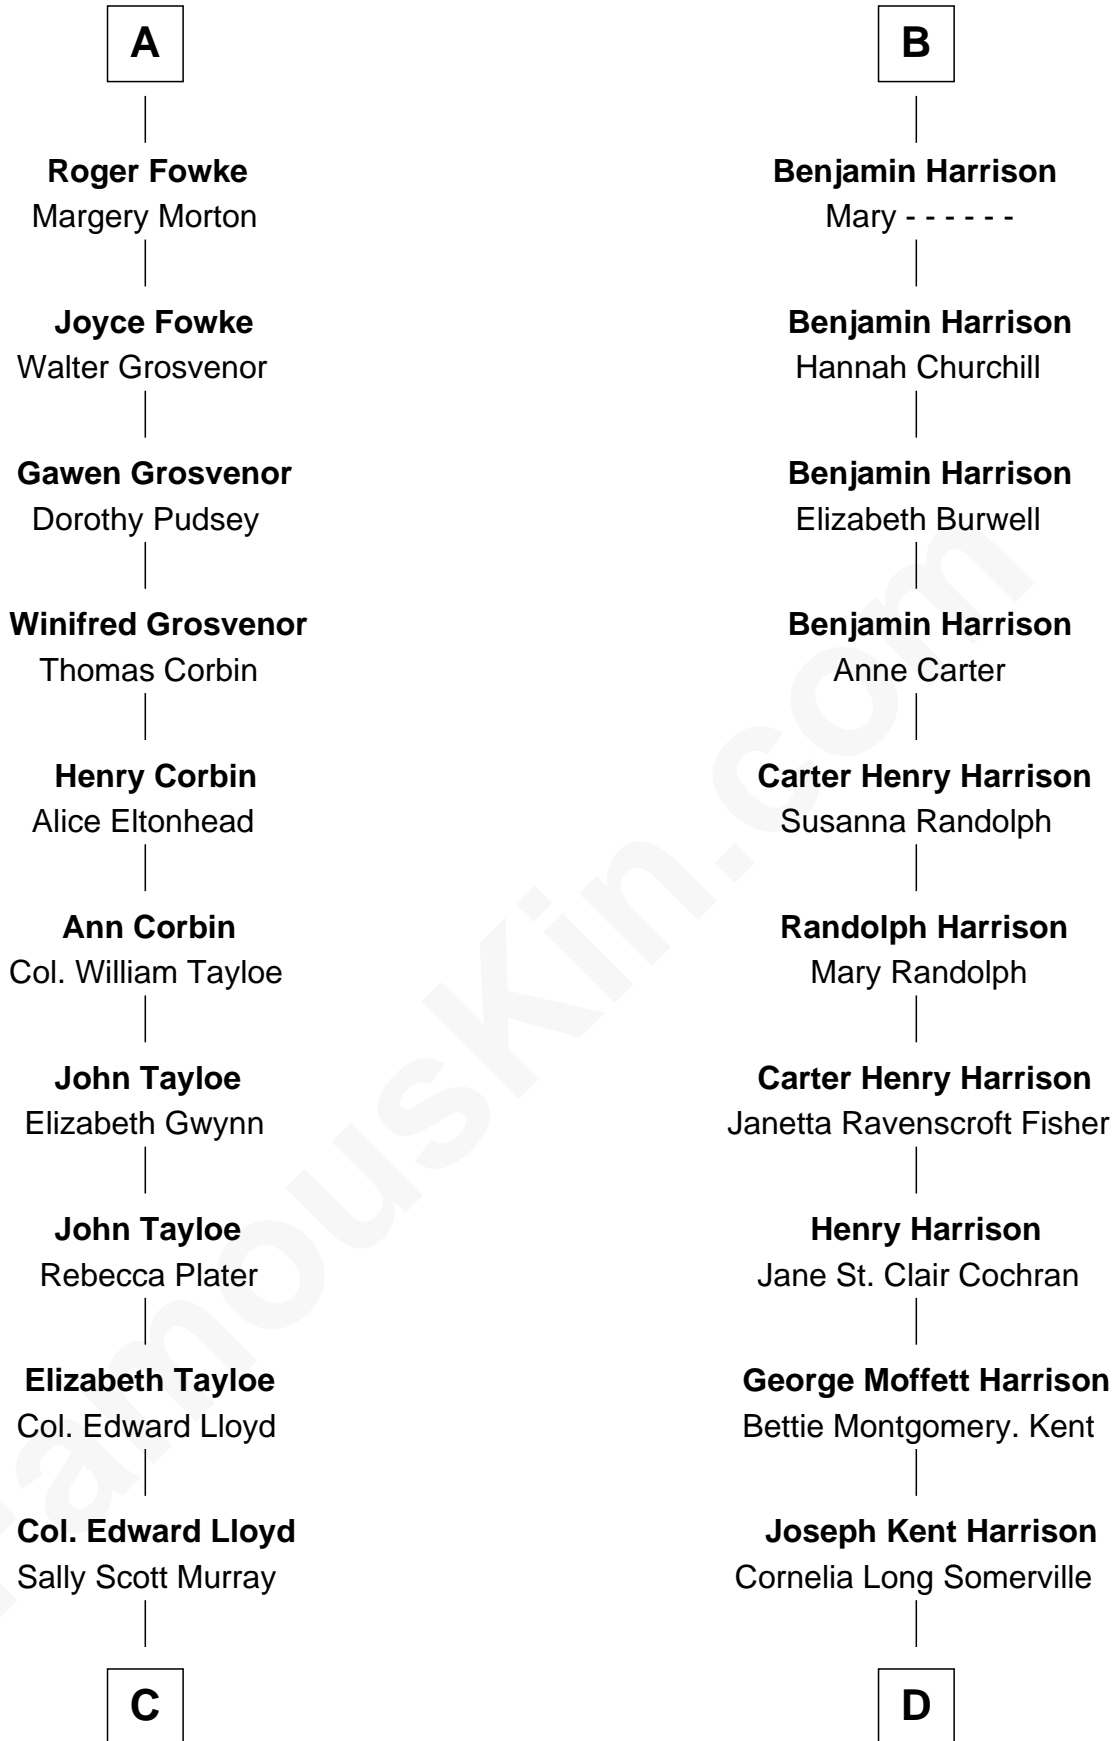 A
Roger Fowke
Margery Morton
Joyce Fowke
Walter Grosvenor
Gawen Grosvenor
Dorothy Pudsey
Winifred Grosvenor
Thomas Corbin
Henry Corbin
Alice Eltonhead
Ann Corbin
Col. William Tayloe
John Tayloe
Elizabeth Gwynn
John Tayloe
Rebecca Plater
Elizabeth Tayloe
Col. Edward Lloyd
Col. Edward Lloyd
Sally Scott Murray
C
B
Benjamin Harrison
Mary - - - - - -
Benjamin Harrison
Hannah Churchill
Benjamin Harrison
Elizabeth Burwell
Benjamin Harrison
Anne Carter
Carter Henry Harrison
Susanna Randolph
Randolph Harrison
Mary Randolph
Carter Henry Harrison
Janetta Ravenscroft Fisher
Henry Harrison
Jane St. Clair Cochran
George Moffett Harrison
Bettie Montgomery. Kent
Joseph Kent Harrison
Cornelia Long Somerville
D
FamousKin.com